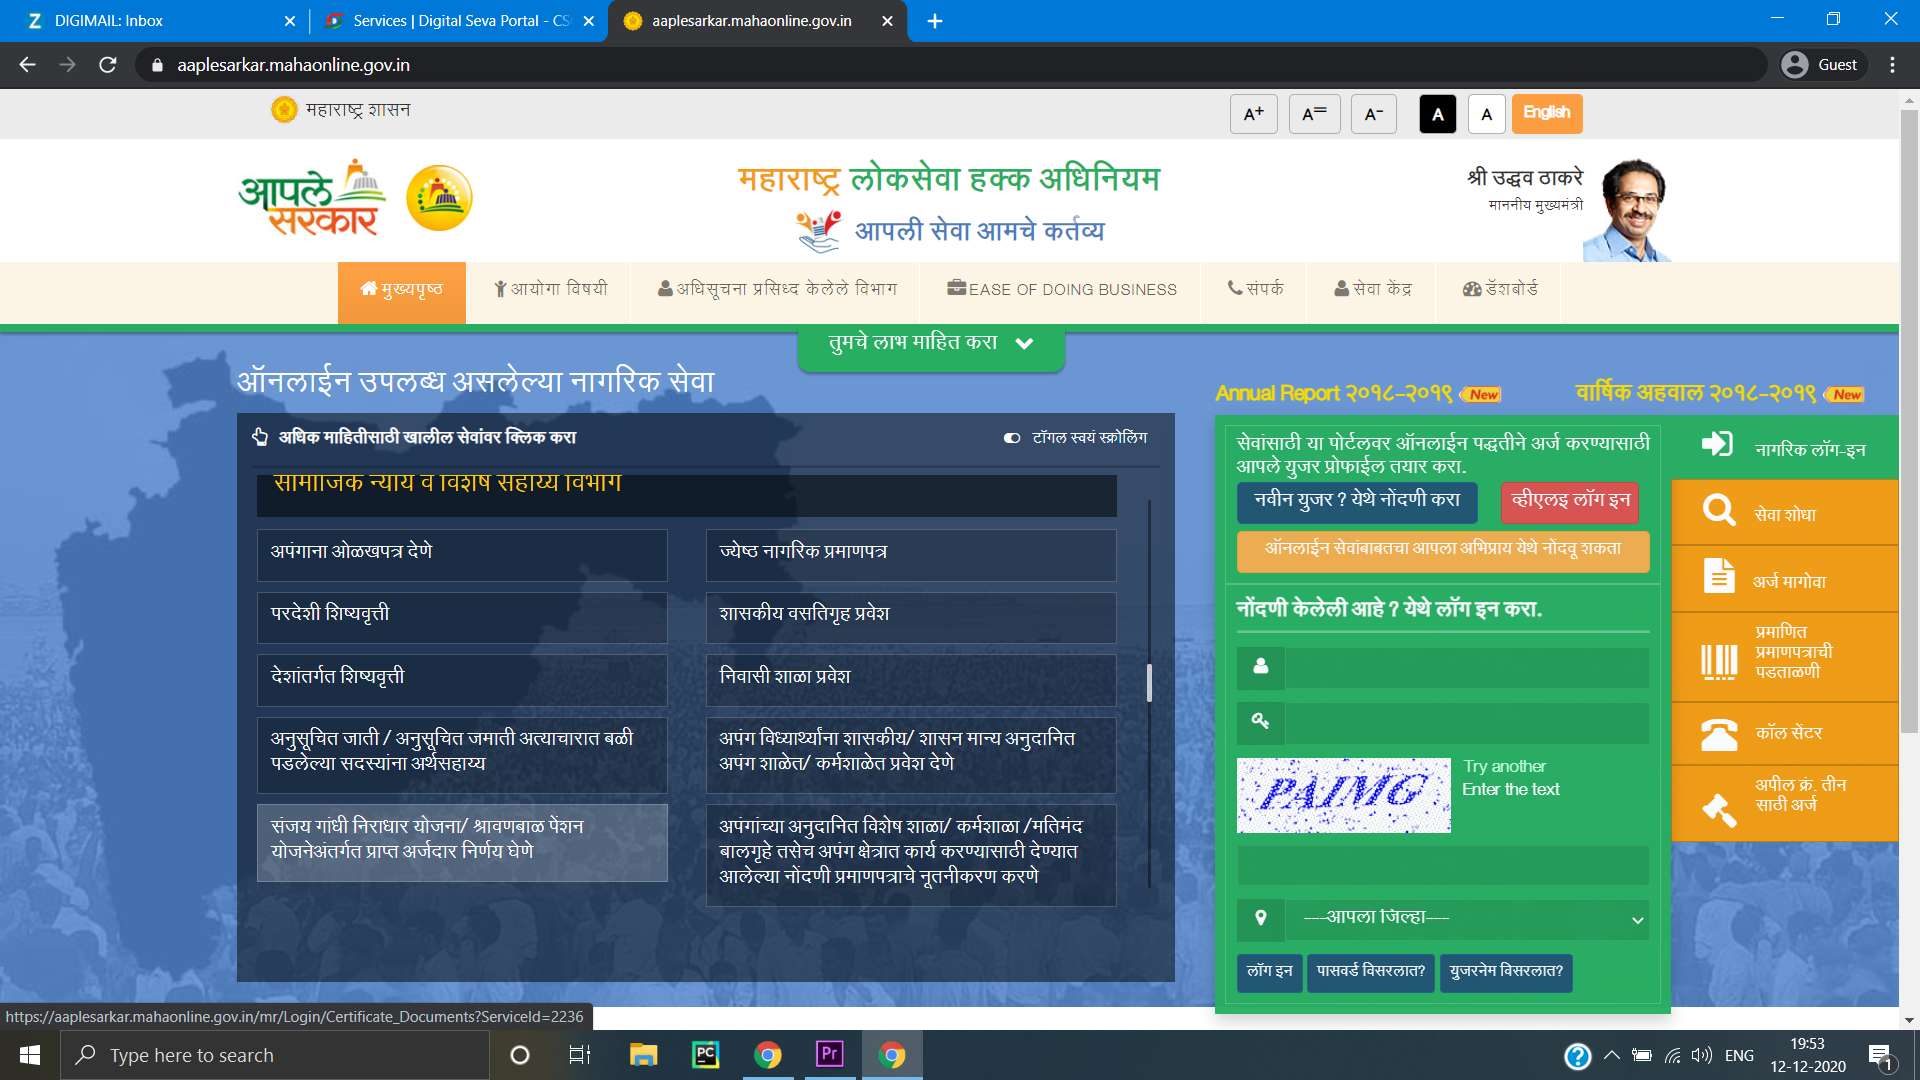 DIGIMAIL: Inbox
Services | Digital Seva Portal - CS
aaplesarkar.mahaonline.gov.in
aaplesarkar.mahaonline.gov.in
Guest
महाराष्ट्र शासन
A+
A=
A-
A
A
English
आपले
सरकार
महाराष्ट्र लोकसेवा हक्क अधिनियम
आपली सेवा आमचे कर्तव्य
श्री उद्धव ठाकरे
माननीय मुख्यमंत्री
मुख्यपृष्ठ
आयोगा विषयी
अधिसूचना प्रसिध्द केलेले विभाग
EASE OF DOING BUSINESS
संपर्क
सेवा केंद्र
डॅशबोर्ड
तुमचे लाभ माहित करा
ऑनलाईन उपलब्ध असलेल्या नागरिक सेवा
अधिक माहितीसाठी खालील सेवांवर क्लिक करा
टॉगल स्वयं स्क्रोलिंग
सामाजिक न्याय व विशेष सहाय्य विभाग
अपंगाना ओळखपत्र देणे
ज्येष्ठ नागरिक प्रमाणपत्र
परदेशी शिष्यवृत्ती
शासकीय वसतिगृह प्रवेश
देशांतर्गत शिष्यवृत्ती
निवासी शाळा प्रवेश
अनुसूचित जाती / अनुसूचित जमाती अत्याचारात बळी
पडलेल्या सदस्यांना अर्थसहाय्य
अपंग विध्यार्थ्यांना शासकीय/ शासन मान्य अनुदानित
अपंग शाळेत/ कर्मशाळेत प्रवेश देणे
संजय गांधी निराधार योजना/ श्रावणबाळ पेंशन
योजनेअंतर्गत प्राप्त अर्जदार निर्णय घेणे
अपंगांच्या अनुदानित विशेष शाळा/ कर्मशाळा /मतिमंद
बालगृहे तसेच अपंग क्षेत्रात कार्य करण्यासाठी देण्यात
आलेल्या नोंदणी प्रमाणपत्राचे नूतनीकरण करणे
Annual Report २०१८-२०१९ New
वार्षिक अहवाल २०१८-२०१९ New
सेवांसाठी या पोर्टलवर ऑनलाईन पद्धतीने अर्ज करण्यासाठी
आपले युजर प्रोफाईल तयार करा.
नवीन युजर ? येथे नोंदणी करा
व्हीएलइ लॉग इन
ऑनलाईन सेवांबाबतचा आपला अभिप्राय येथे नोंदवू शकता
नोंदणी केलेली आहे ? येथे लॉग इन करा.
PAIMG
Try another
Enter the text
---आपला जिल्हा---
लॉग इन
पासवर्ड विसरलात?
युजरनेम विसरलात?
नागरिक लॉग-इन
सेवा शोधा
अर्ज मागोवा
प्रमाणित
प्रमाणपत्राची
पडताळणी
कॉल सेंटर
अपील क्रं. तीन
साठी अर्ज
https://aaplesarkar.mahaonline.gov.in/mr/Login/Certificate_Documents?ServiceId=2236
Type here to search
PC
Pr
ENG
19:53
12-12-2020
1